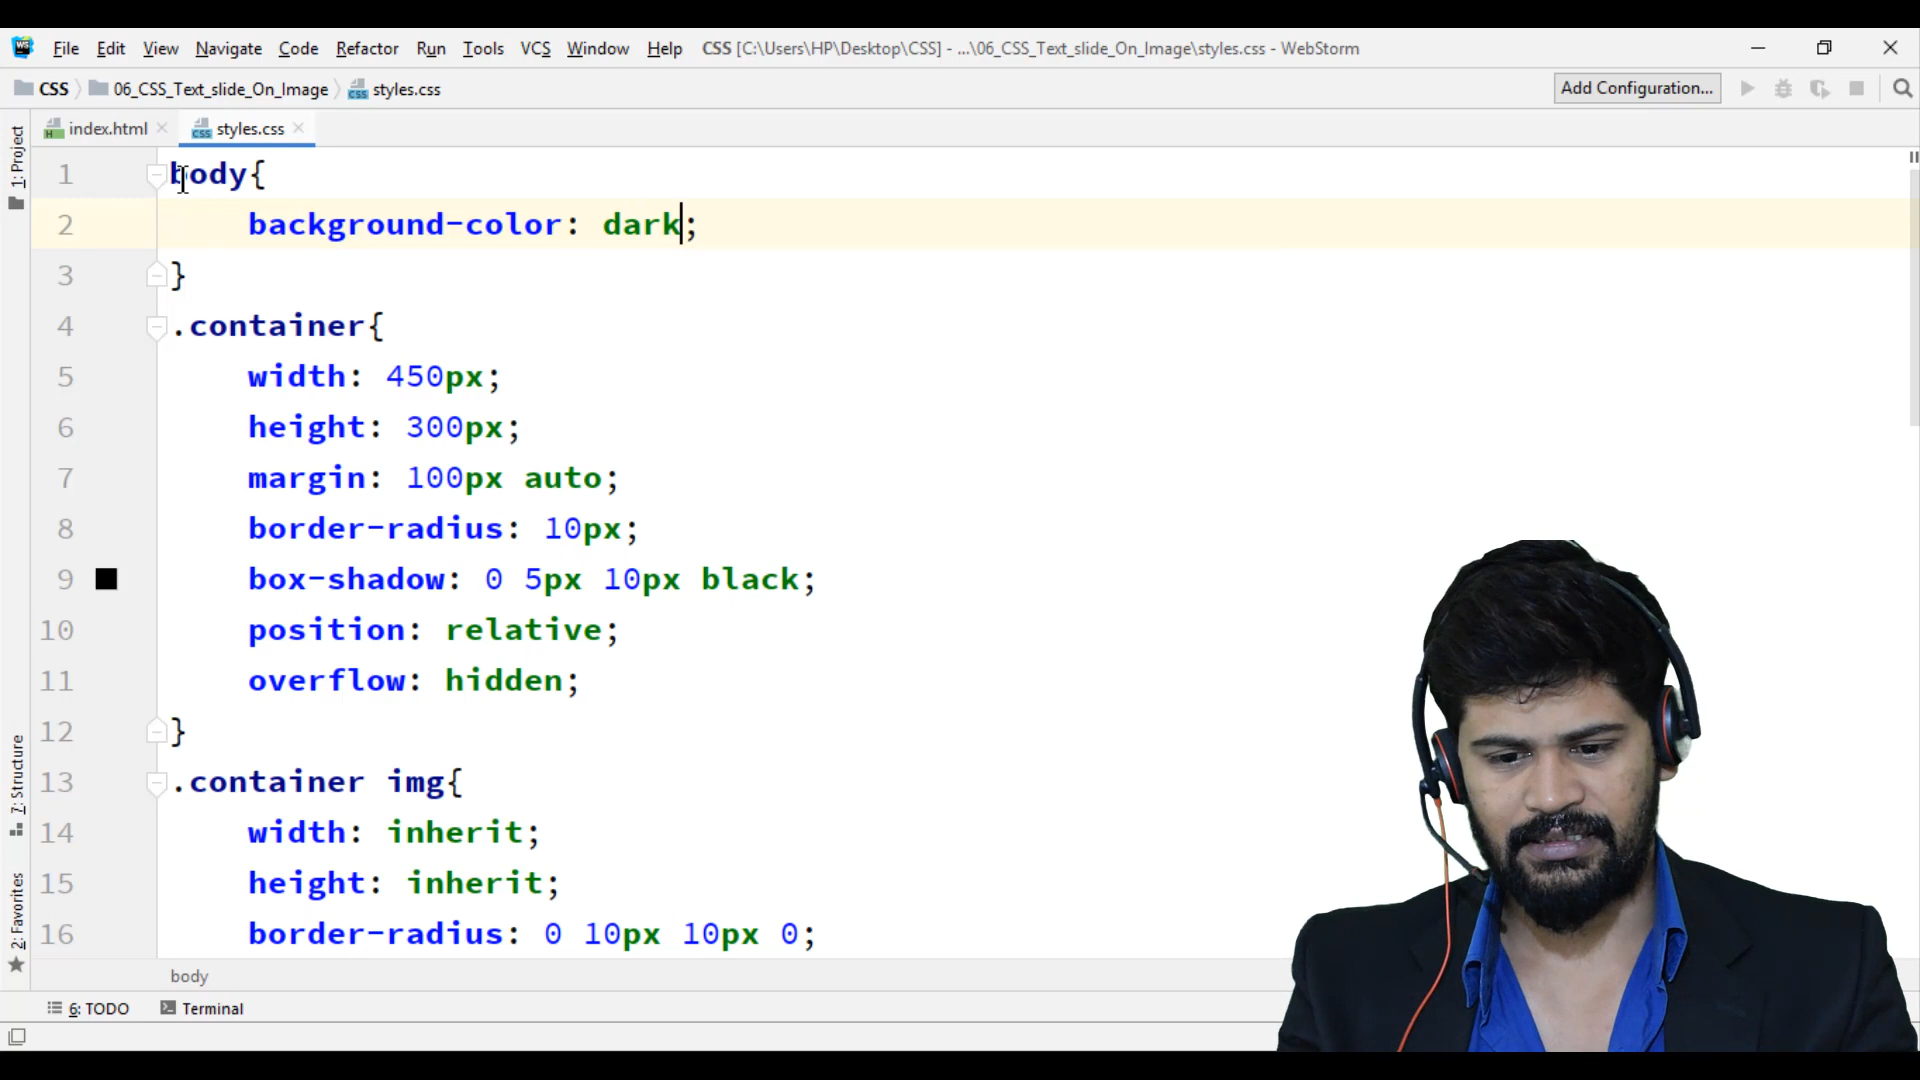 File Edit View Navigate Code Refactor Run Tools VCS Window Help CSS [C:\Users\HP\Desktop\CSS] - ...\06_CSS_Text_slide_On_Image\styles.css - WebStorm
CSS 06_CSS_Text_slide_On_Image styles.css Add Configuration...
index.html styles.css
1: Project
7: Structure
2: Favorites
1 body{
2 background-color: dark;
3 }
4 .container{
5 width: 450px;
6 height: 300px;
7 margin: 100px auto;
8 border-radius: 10px;
9 box-shadow: 0 5px 10px black;
10 position: relative;
11 overflow: hidden;
12 }
13 .container img{
14 width: inherit;
15 height: inherit;
16 border-radius: 0 10px 10px 0;
body
6: TODO Terminal